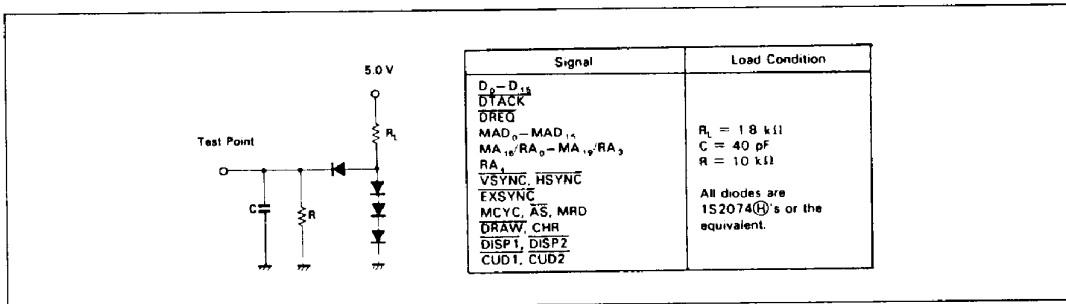 5.0 V
R_L
Test Point
C
R
Signal
Load Condition
D₀–D₁₅
DTACK
DREQ
MAD₀–MAD₁₅
MA₁₆/RA₀–MA₁₉/RA₃
RA₄
VSYNC, HSYNC
EXSYNC
MCYC, AS, MRD
DRAW, CHR
DISP1, DISP2
CUD1, CUD2
R_L = 1.8 kΩ
C = 40 pF
R = 10 kΩ
All diodes are
1S2074Ⓗ's or the
equivalent.